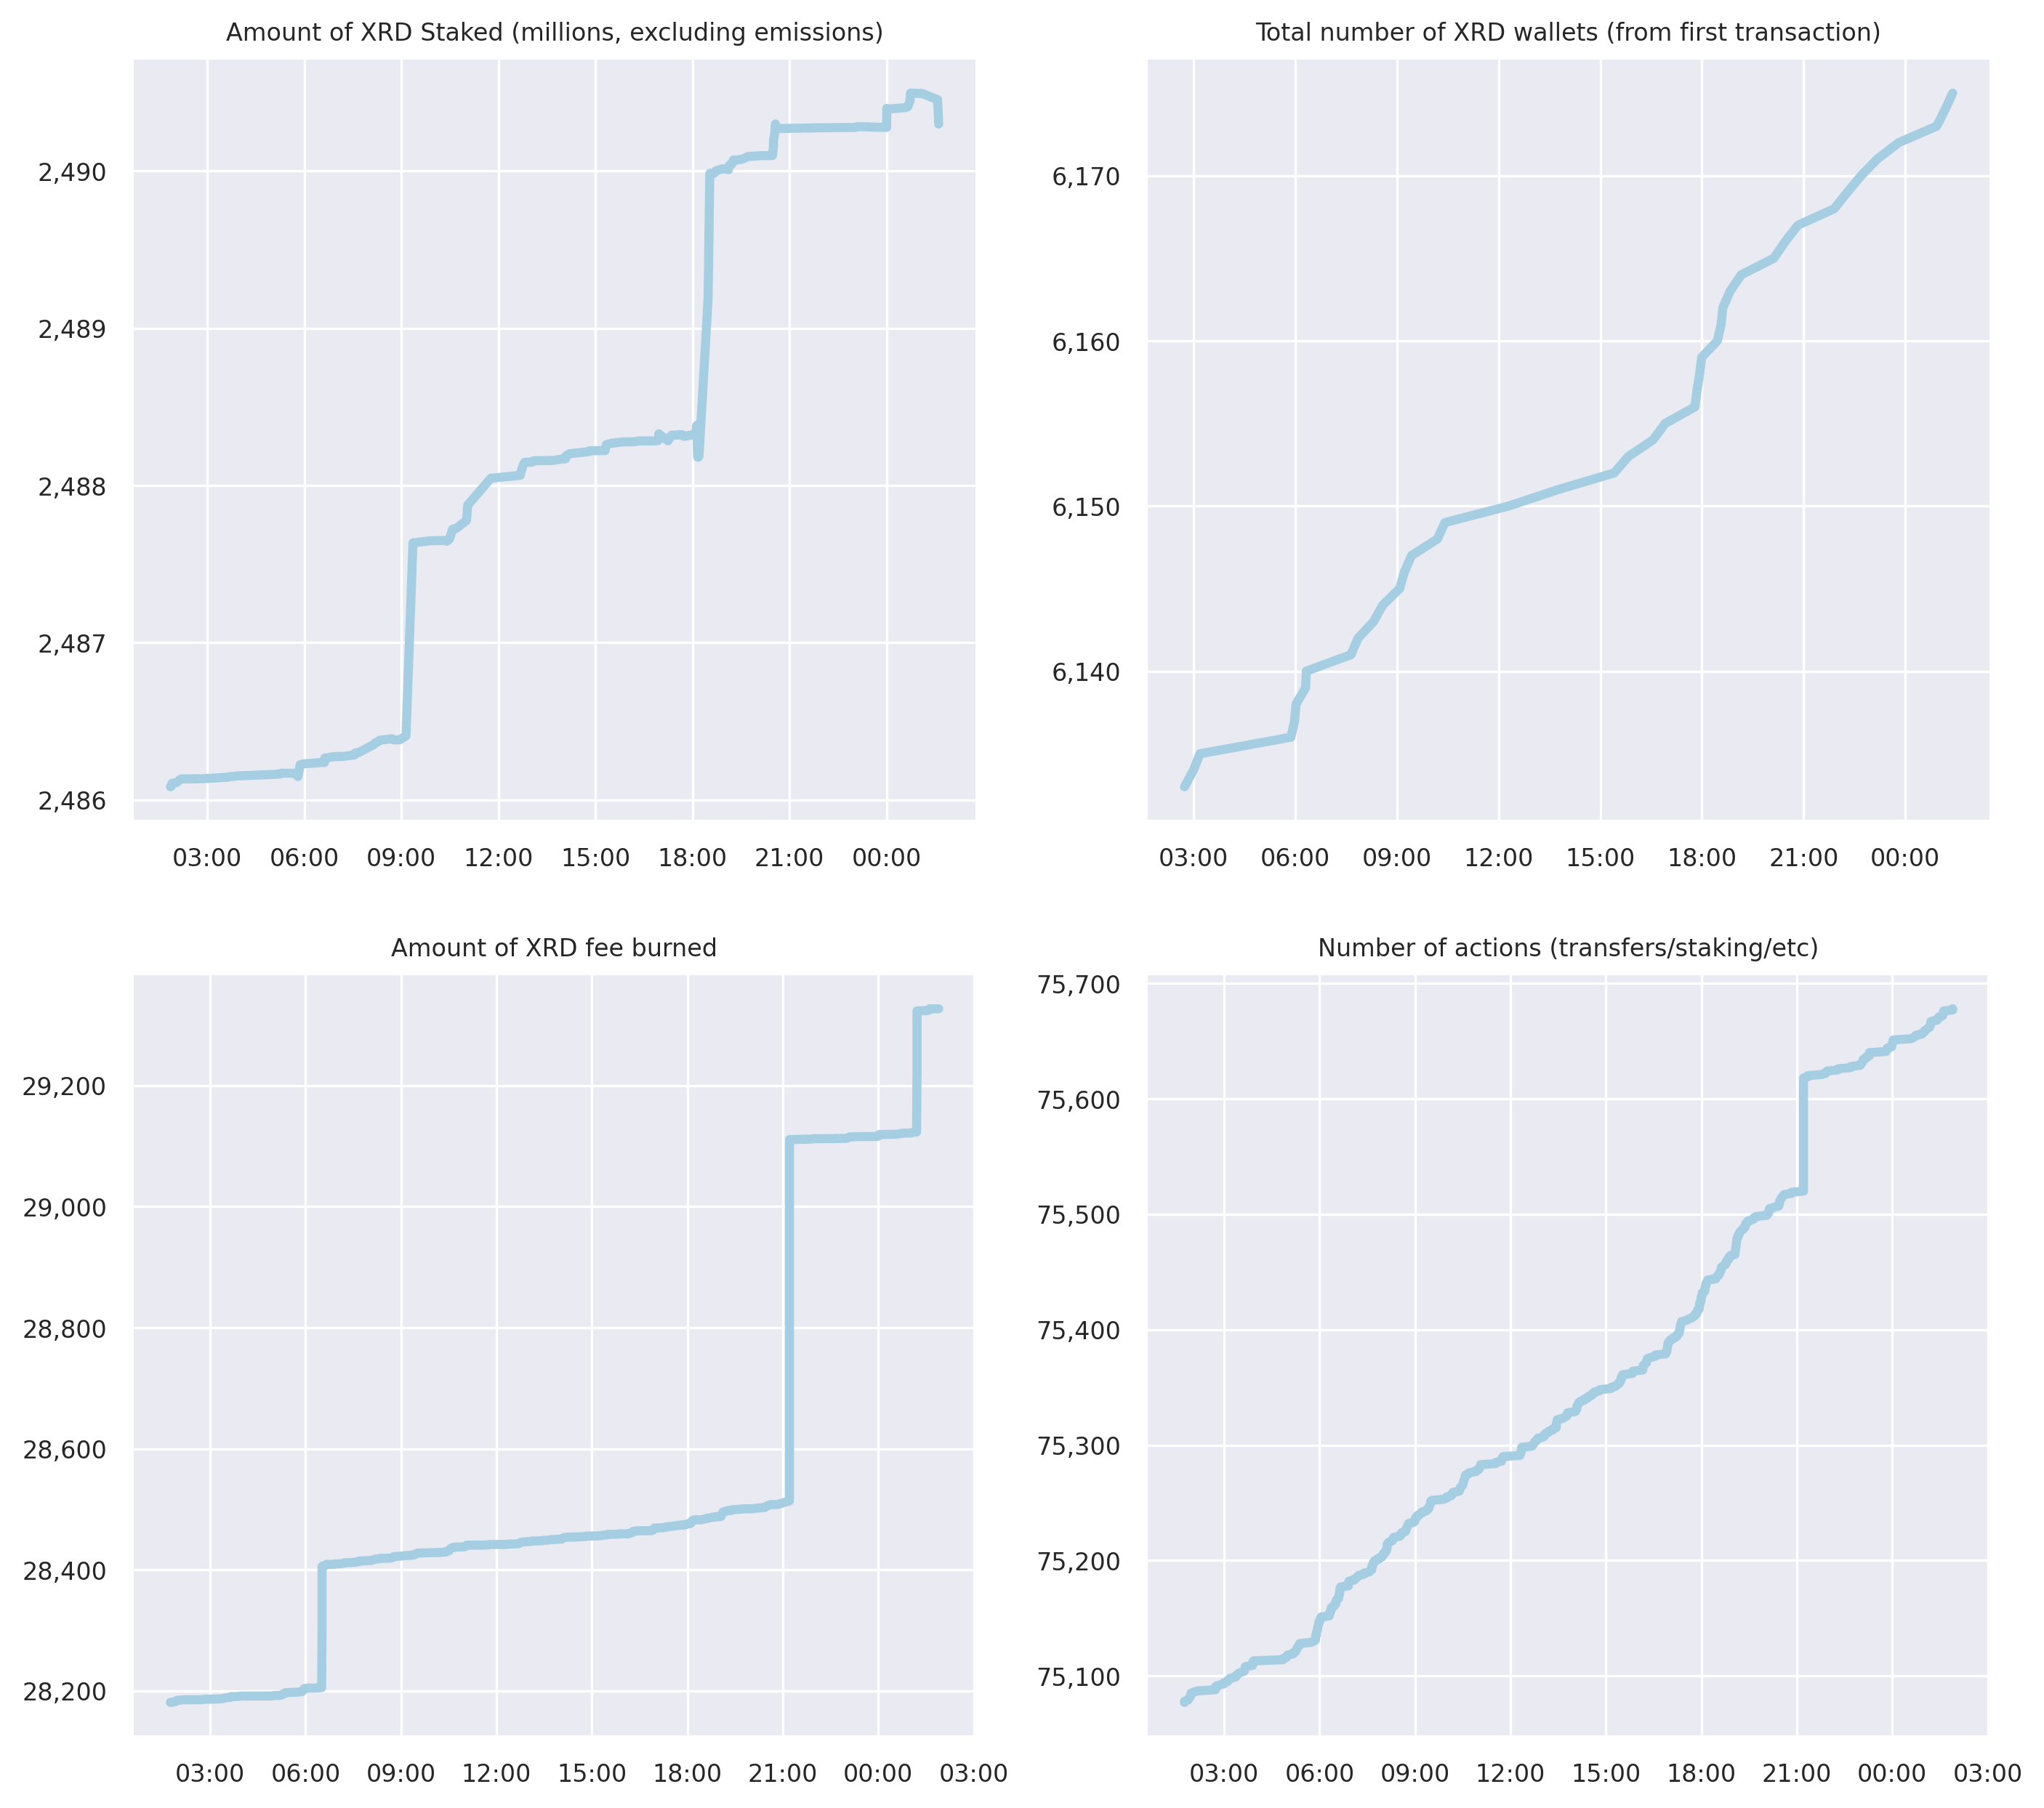 Amount of XRD Staked (millions, excluding emissions)
2,490
2,489
2,488
2,487
2,486
03:00 06:00 09:00 12:00 15:00 18:00 21:00 00:00
Total number of XRD wallets (from first transaction)
6,170
6,160
6,150
6,140
03:00 06:00 09:00 12:00 15:00 18:00 21:00 00:00
Amount of XRD fee burned
29,200
29,000
28,800
28,600
28,400
28,200
03:00 06:00 09:00 12:00 15:00 18:00 21:00 00:00 03:00
Number of actions (transfers/staking/etc)
75,700
75,600
75,500
75,400
75,300
75,200
75,100
03:00 06:00 09:00 12:00 15:00 18:00 21:00 00:00 03:00